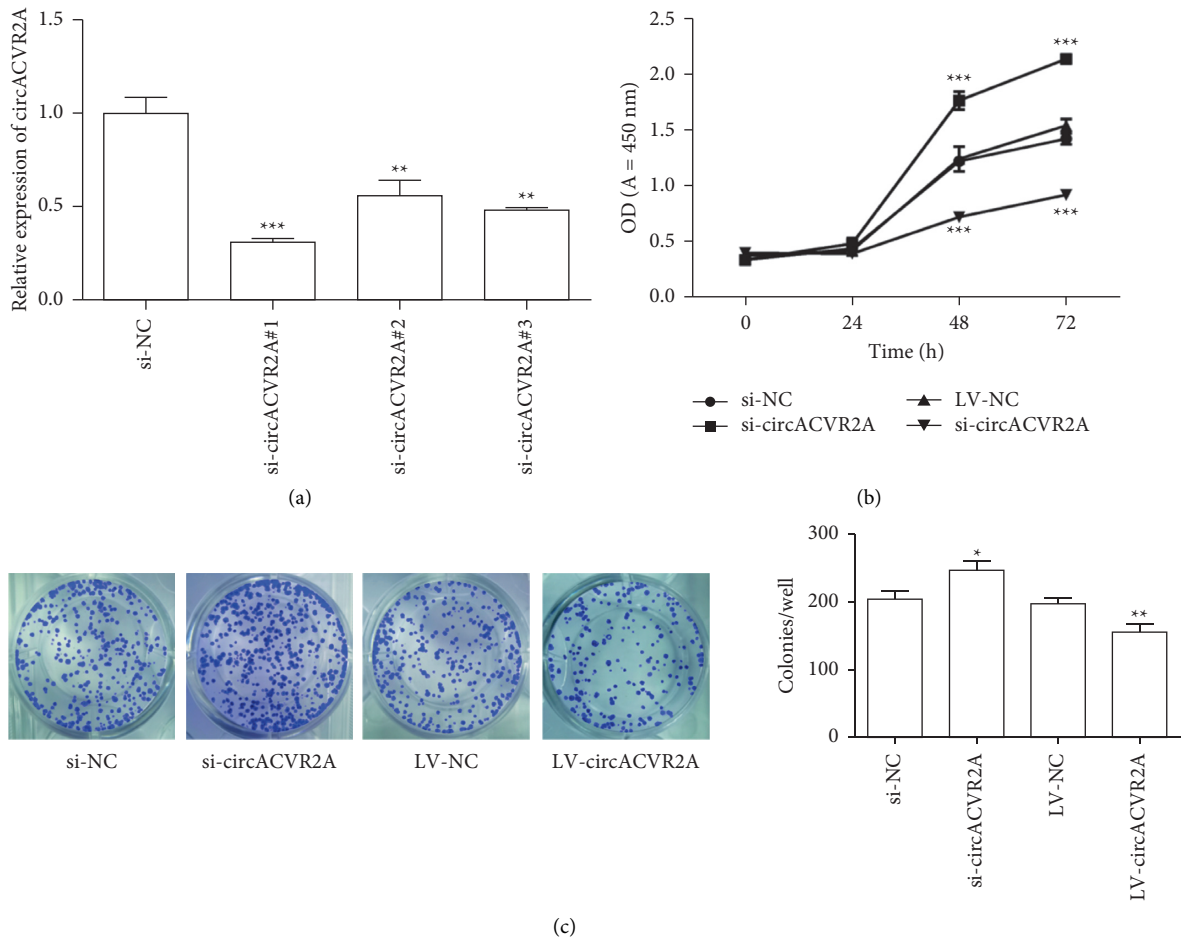 Relative expression of circACVR2A
1.5
1.0
0.5
0.0
***
**
**
si-NC
si-circACVR2A#1
si-circACVR2A#2
si-circACVR2A#3
(a)
OD (A = 450 nm)
2.5
2.0
1.5
1.0
0.5
0.0
***
***
***
***
0
24
48
72
Time (h)
si-NC
LV-NC
si-circACVR2A
si-circACVR2A
(b)
si-NC
si-circACVR2A
LV-NC
LV-circACVR2A
Colonies/well
300
200
100
0
*
**
si-NC
si-circACVR2A
LV-NC
LV-circACVR2A
(c)